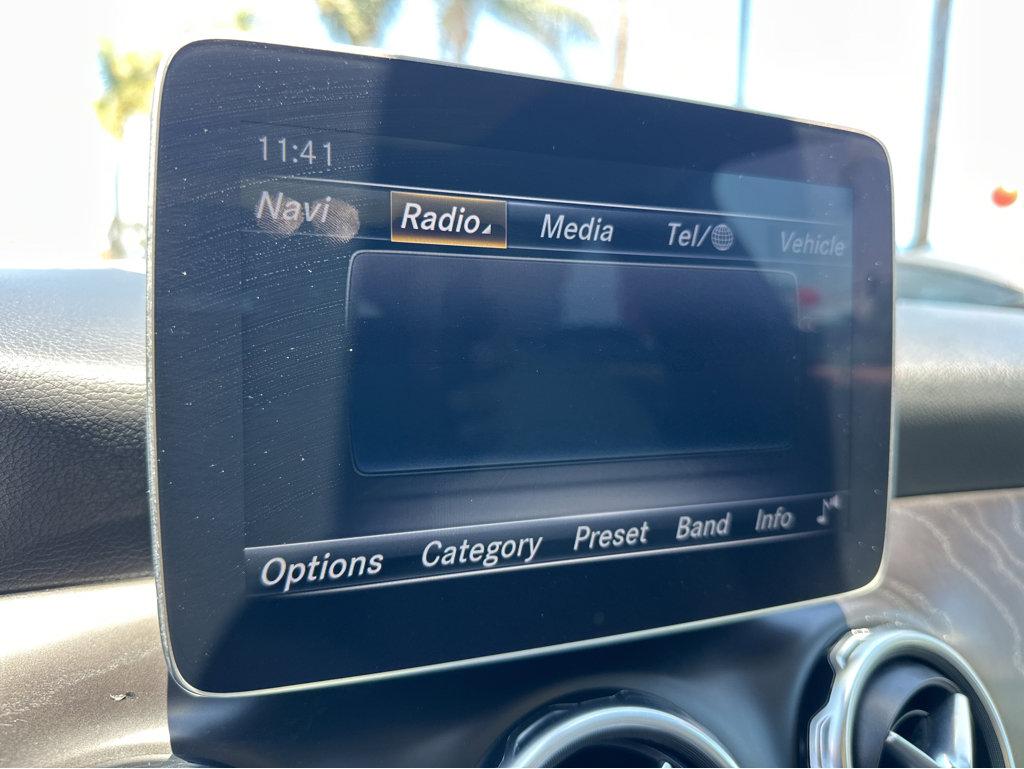 11:41
Navi Radio Media Tel/ Vehicle
Options Category Preset Band Info